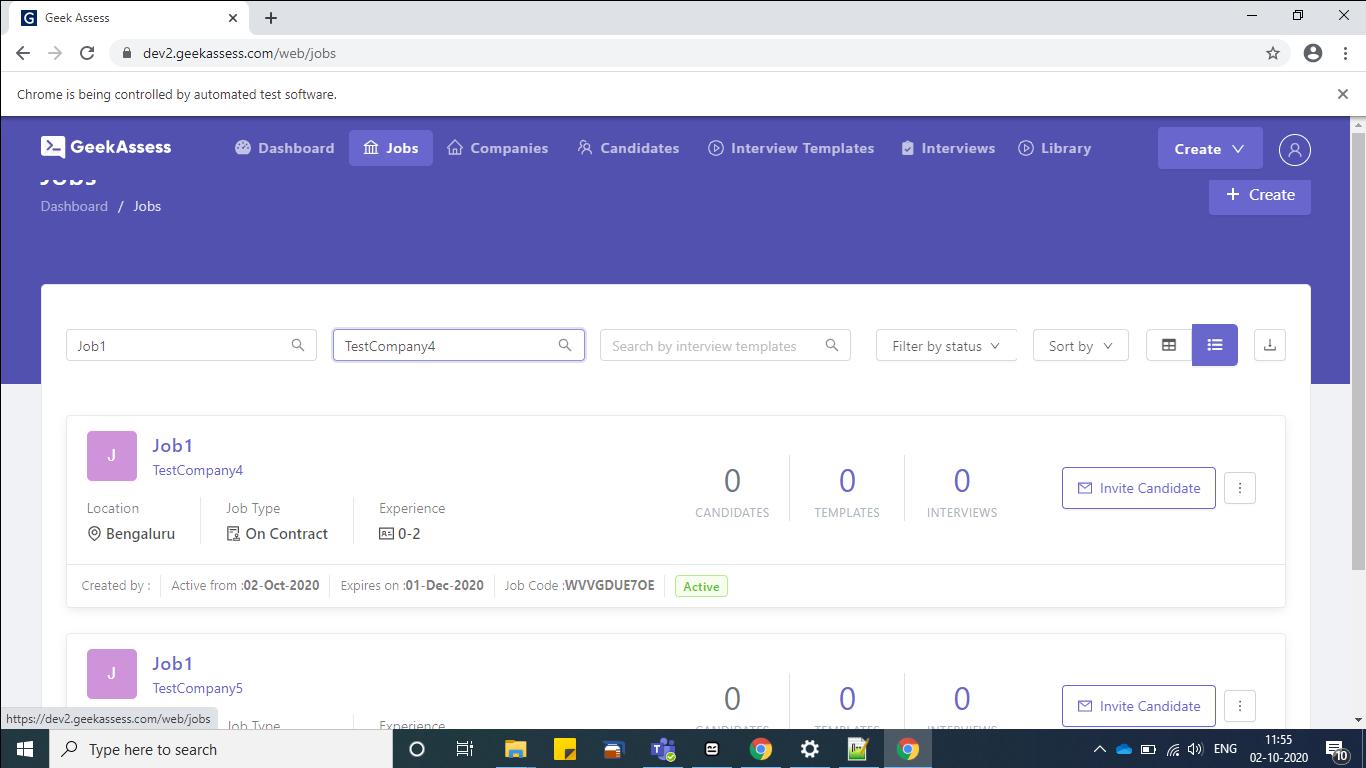 Geek Assess
dev2.geekassess.com/web/jobs
Chrome is being controlled by automated test software.
GeekAssess Dashboard Jobs Companies Candidates Interview Templates Interviews Library Create
Jobs
Dashboard / Jobs
+ Create
Job1 TestCompany4 Search by interview templates Filter by status Sort by
J
Job1
TestCompany4
Location Job Type Experience
Bengaluru On Contract 0-2
0 0 0
CANDIDATES TEMPLATES INTERVIEWS
Invite Candidate
Created by : Active from :02-Oct-2020 Expires on :01-Dec-2020 Job Code :WVVGDUE7OE Active
J
Job1
TestCompany5
0 0 0
CANDIDATES TEMPLATES INTERVIEWS
Invite Candidate
Job Type Experience
https://dev2.geekassess.com/web/jobs
Type here to search
ENG
11:55
02-10-2020
10